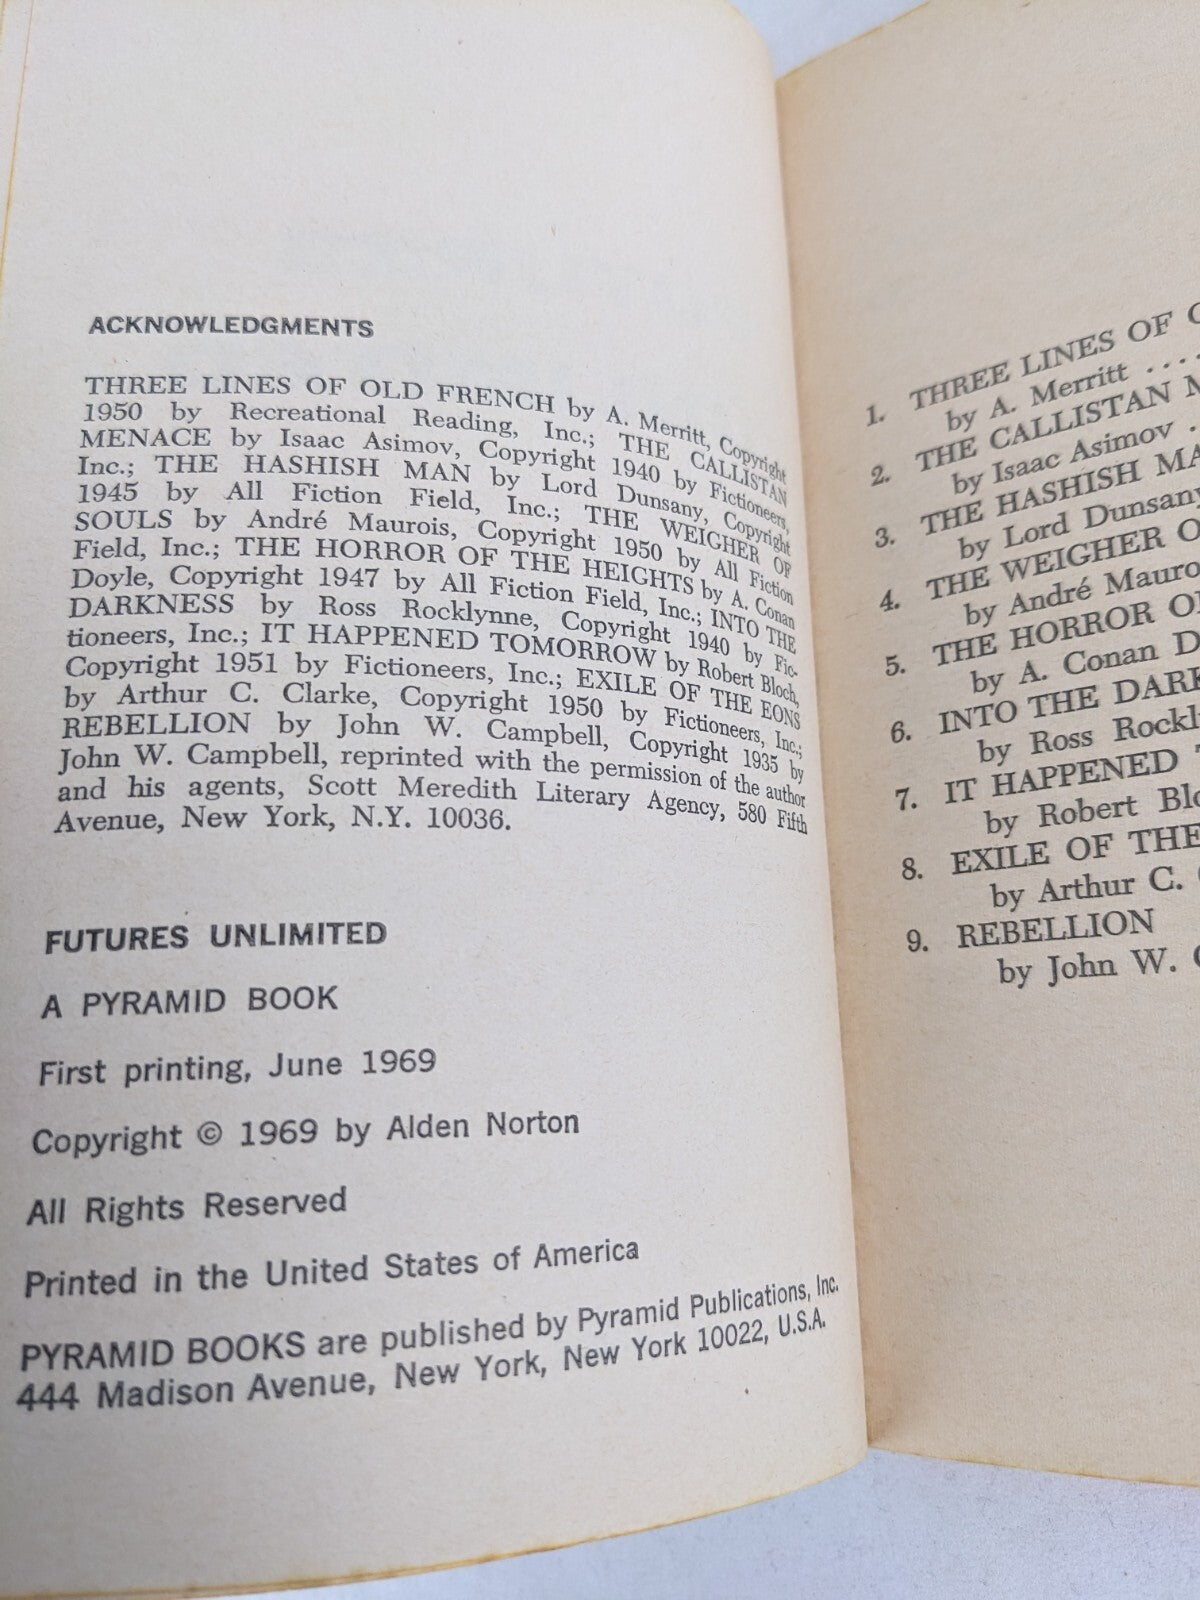 ACKNOWLEDGMENTS
THREE LINES OF OLD FRENCH by A. Merritt, Copyright
1950 by Recreational Reading, Inc.; THE CALLISTAN
MENACE by Isaac Asimov, Copyright 1940 by Fictioneers,
Inc.; THE HASHISH MAN by Lord Dunsany, Copyright
1945 by All Fiction Field, Inc.; THE WEIGHER OF
SOULS by André Maurois, Copyright 1950 by All Fiction
Field, Inc.; THE HORROR OF THE HEIGHTS by A. Conan
Doyle, Copyright 1947 by All Fiction Field, Inc.; INTO THE
DARKNESS by Ross Rocklynne, Copyright 1940 by Fic-
tioneers, Inc.; IT HAPPENED TOMORROW by Robert Bloch,
Copyright 1951 by Fictioneers, Inc.; EXILE OF THE EONS
by Arthur C. Clarke, Copyright 1950 by Fictioneers, Inc.;
REBELLION by John W. Campbell, Copyright 1935 by
John W. Campbell, reprinted with the permission of the author
and his agents, Scott Meredith Literary Agency, 580 Fifth
Avenue, New York, N.Y. 10036.
FUTURES UNLIMITED
A PYRAMID BOOK
First printing, June 1969
Copyright © 1969 by Alden Norton
All Rights Reserved
Printed in the United States of America
PYRAMID BOOKS are published by Pyramid Publications, Inc.
444 Madison Avenue, New York, New York 10022, U.S.A.
1. THREE LINES OF
by A. Merritt ....
2. THE CALLISTAN
by Isaac Asimov .
3. THE HASHISH MA
by Lord Dunsany
4. THE WEIGHER O
by André Mauro
5. THE HORROR O
by A. Conan D
6. INTO THE DARK
by Ross Rockl
7. IT HAPPENED
by Robert Blo
8. EXILE OF THE
by Arthur C.
9. REBELLION
by John W.